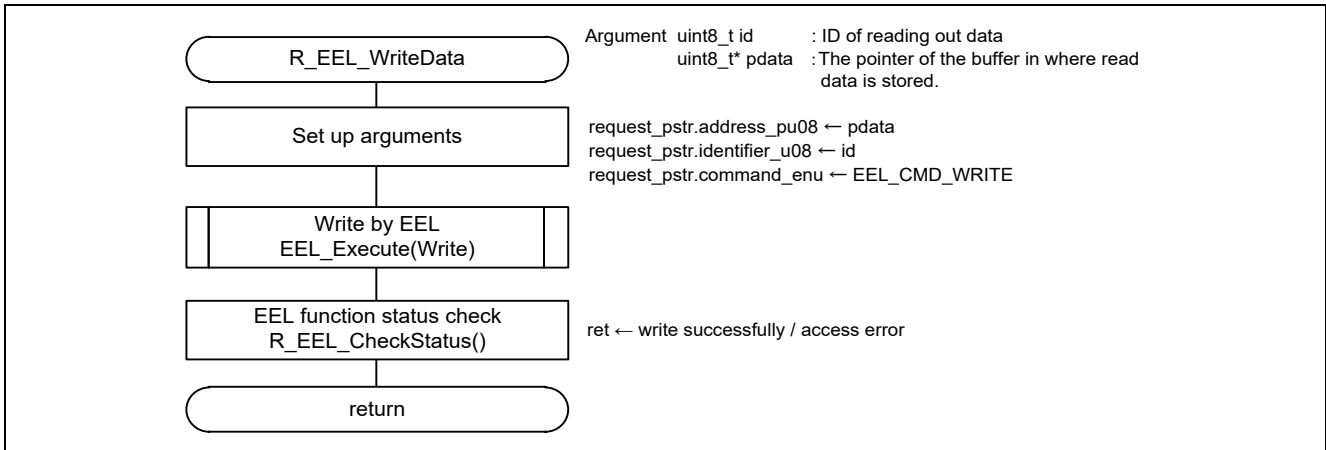 R_EEL_WriteData
Argument uint8_t id : ID of reading out data
uint8_t* pdata : The pointer of the buffer in where read
data is stored.
Set up arguments
request_pstr.address_pu08 ← pdata
request_pstr.identifier_u08 ← id
request_pstr.command_enu ← EEL_CMD_WRITE
Write by EEL
EEL_Execute(Write)
EEL function status check
R_EEL_CheckStatus()
ret ← write successfully / access error
return